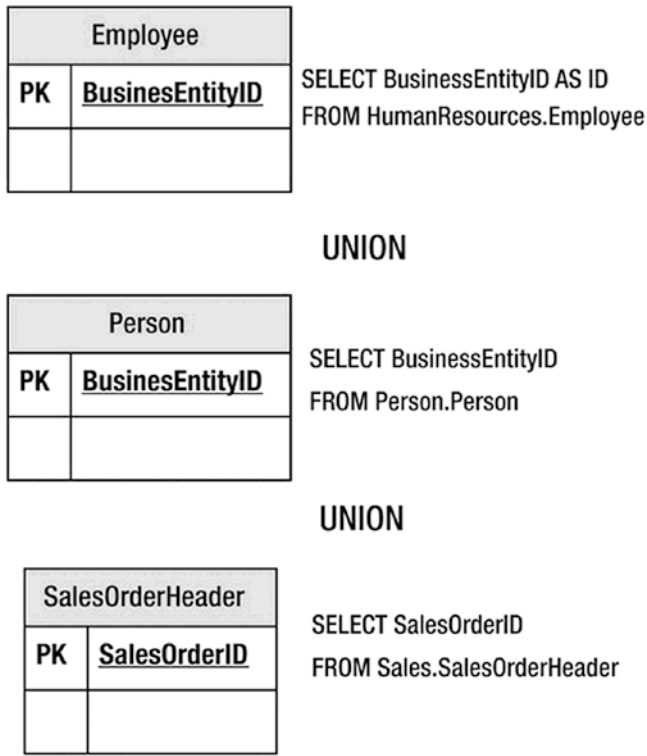 Employee
PK BusinesEntityID
SELECT BusinessEntityID AS ID
FROM HumanResources.Employee
UNION
Person
PK BusinesEntityID
SELECT BusinessEntityID
FROM Person.Person
UNION
SalesOrderHeader
PK SalesOrderID
SELECT SalesOrderID
FROM Sales.SalesOrderHeader